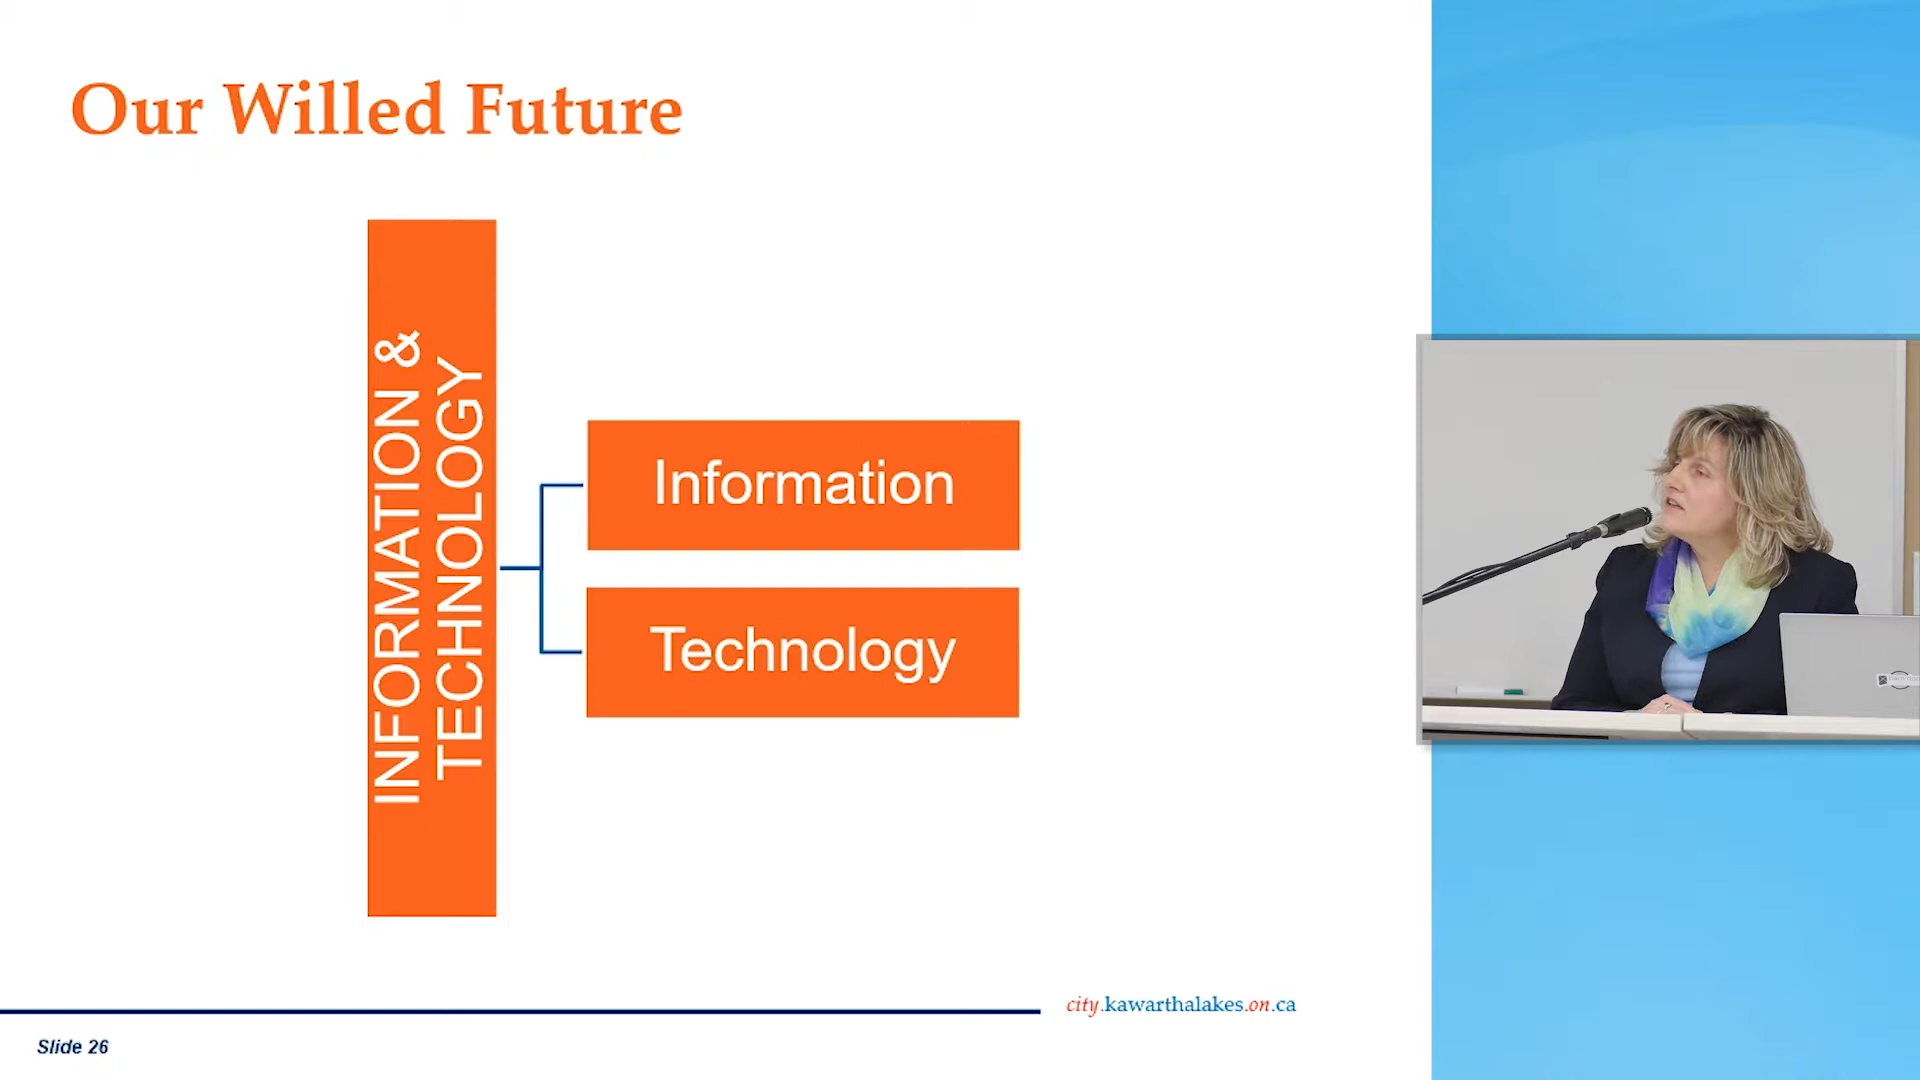 Our Willed Future
INFORMATION &
TECHNOLOGY
Information
Technology
city.kawarthalakes.on.ca
Slide 26